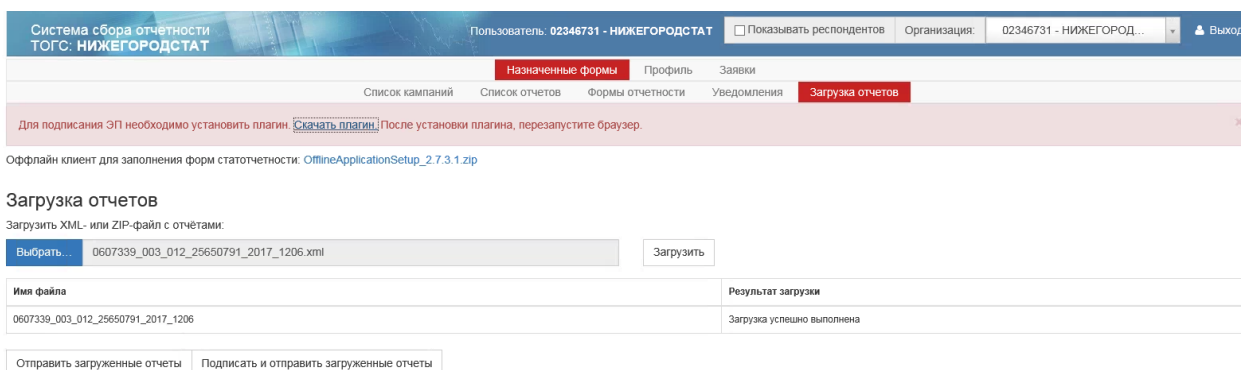 Система сбора отчетности
ТОГС: НИЖЕГОРОДСТАТ
Пользователь: 02346731 - НИЖЕГОРОДСТАТ
Показывать респондентов
Организация:
02346731 - НИЖЕГОРОД...
Выход
Назначенные формы Профиль Заявки
Список кампаний Список отчетов Формы отчетности Уведомления Загрузка отчетов
Для подписания ЭП необходимо установить плагин. Скачать плагин. После установки плагина, перезапустите браузер.
Оффлайн клиент для заполнения форм статотчетности: OfflineApplicationSetup_2.7.3.1.zip
Загрузка отчетов
Загрузить XML- или ZIP-файл с отчётами:
Выбрать... 0607339_003_012_25650791_2017_1206.xml Загрузить
Имя файла Результат загрузки
0607339_003_012_25650791_2017_1206 Загрузка успешно выполнена
Отправить загруженные отчеты Подписать и отправить загруженные отчеты